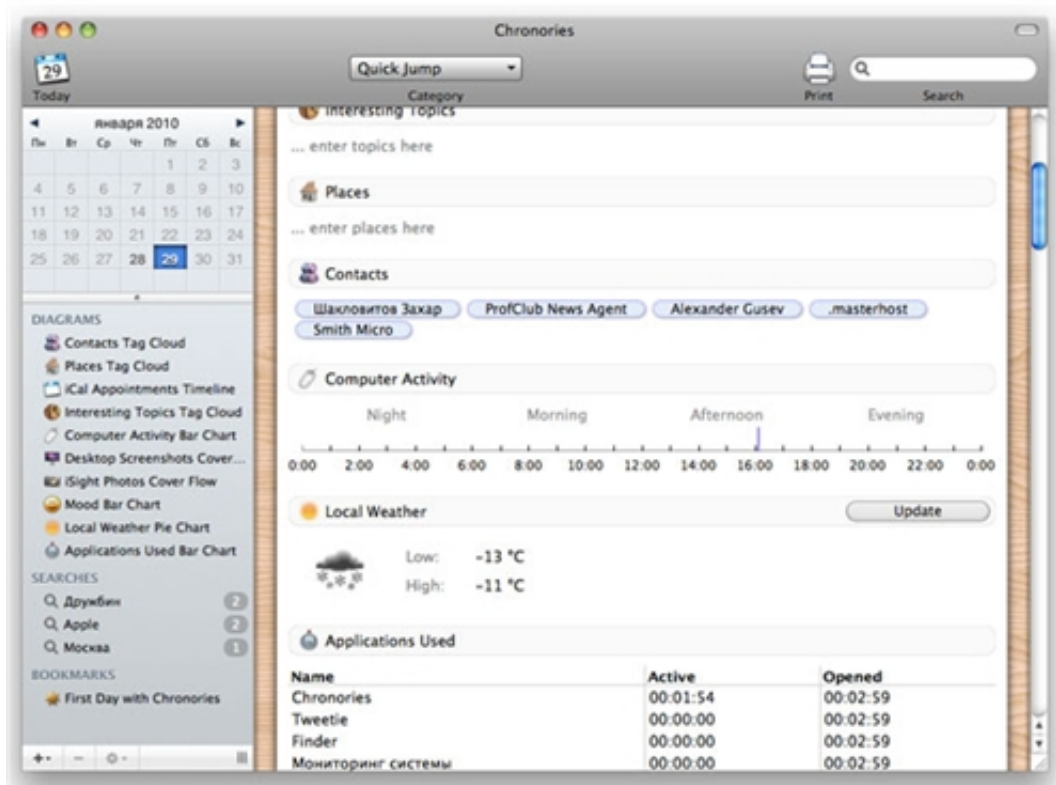 Chronories
29
Quick Jump
Today
Category
Print
Search
января 2010
Пн Вт Ср Чт Пт Сб Вс
1 2 3
4 5 6 7 8 9 10
11 12 13 14 15 16 17
18 19 20 21 22 23 24
25 26 27 28 29 30 31
DIAGRAMS
Contacts Tag Cloud
Places Tag Cloud
iCal Appointments Timeline
Interesting Topics Tag Cloud
Computer Activity Bar Chart
Desktop Screenshots Cover...
iSight Photos Cover Flow
Mood Bar Chart
Local Weather Pie Chart
Applications Used Bar Chart
SEARCHES
Дружбин 2
Apple 2
Москва 1
BOOKMARKS
First Day with Chronories
Interesting Topics
... enter topics here
Places
... enter places here
Contacts
Шакловитов Захар ProfClub News Agent Alexander Gusev .masterhost
Smith Micro
Computer Activity
Night Morning Afternoon Evening
0:00 2:00 4:00 6:00 8:00 10:00 12:00 14:00 16:00 18:00 20:00 22:00 0:00
Local Weather
Update
Low: -13 °C
High: -11 °C
Applications Used
Name Active Opened
Chronories 00:01:54 00:02:59
Tweetie 00:00:00 00:02:59
Finder 00:00:00 00:02:59
Мониторинг системы 00:00:00 00:02:59